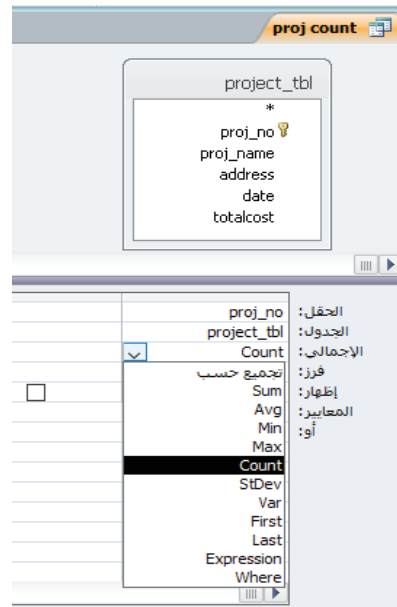 proj count
project_tbl
*
proj_no
proj_name
address
date
totalcost
الحقل: proj_no
الجدول: project_tbl
الإجمالي: Count
فرز: تجميع حسب
إظهار: Sum
المعايير: Avg
أو: Min
Max
Count
StDev
Var
First
Last
Expression
Where